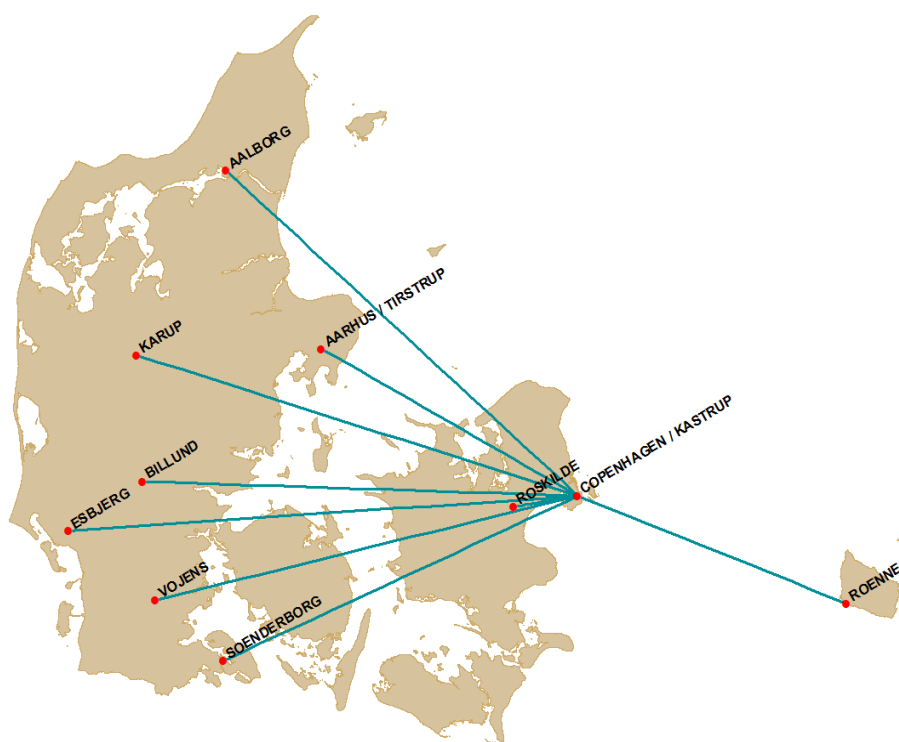 AALBORG
AARHUS / TIRSTRUP
KARUP
COPENHAGEN / KASTRUP
BILLUND
ROSKILDE
ESBJERG
VOJENS
ROENNE
SOENDERBORG